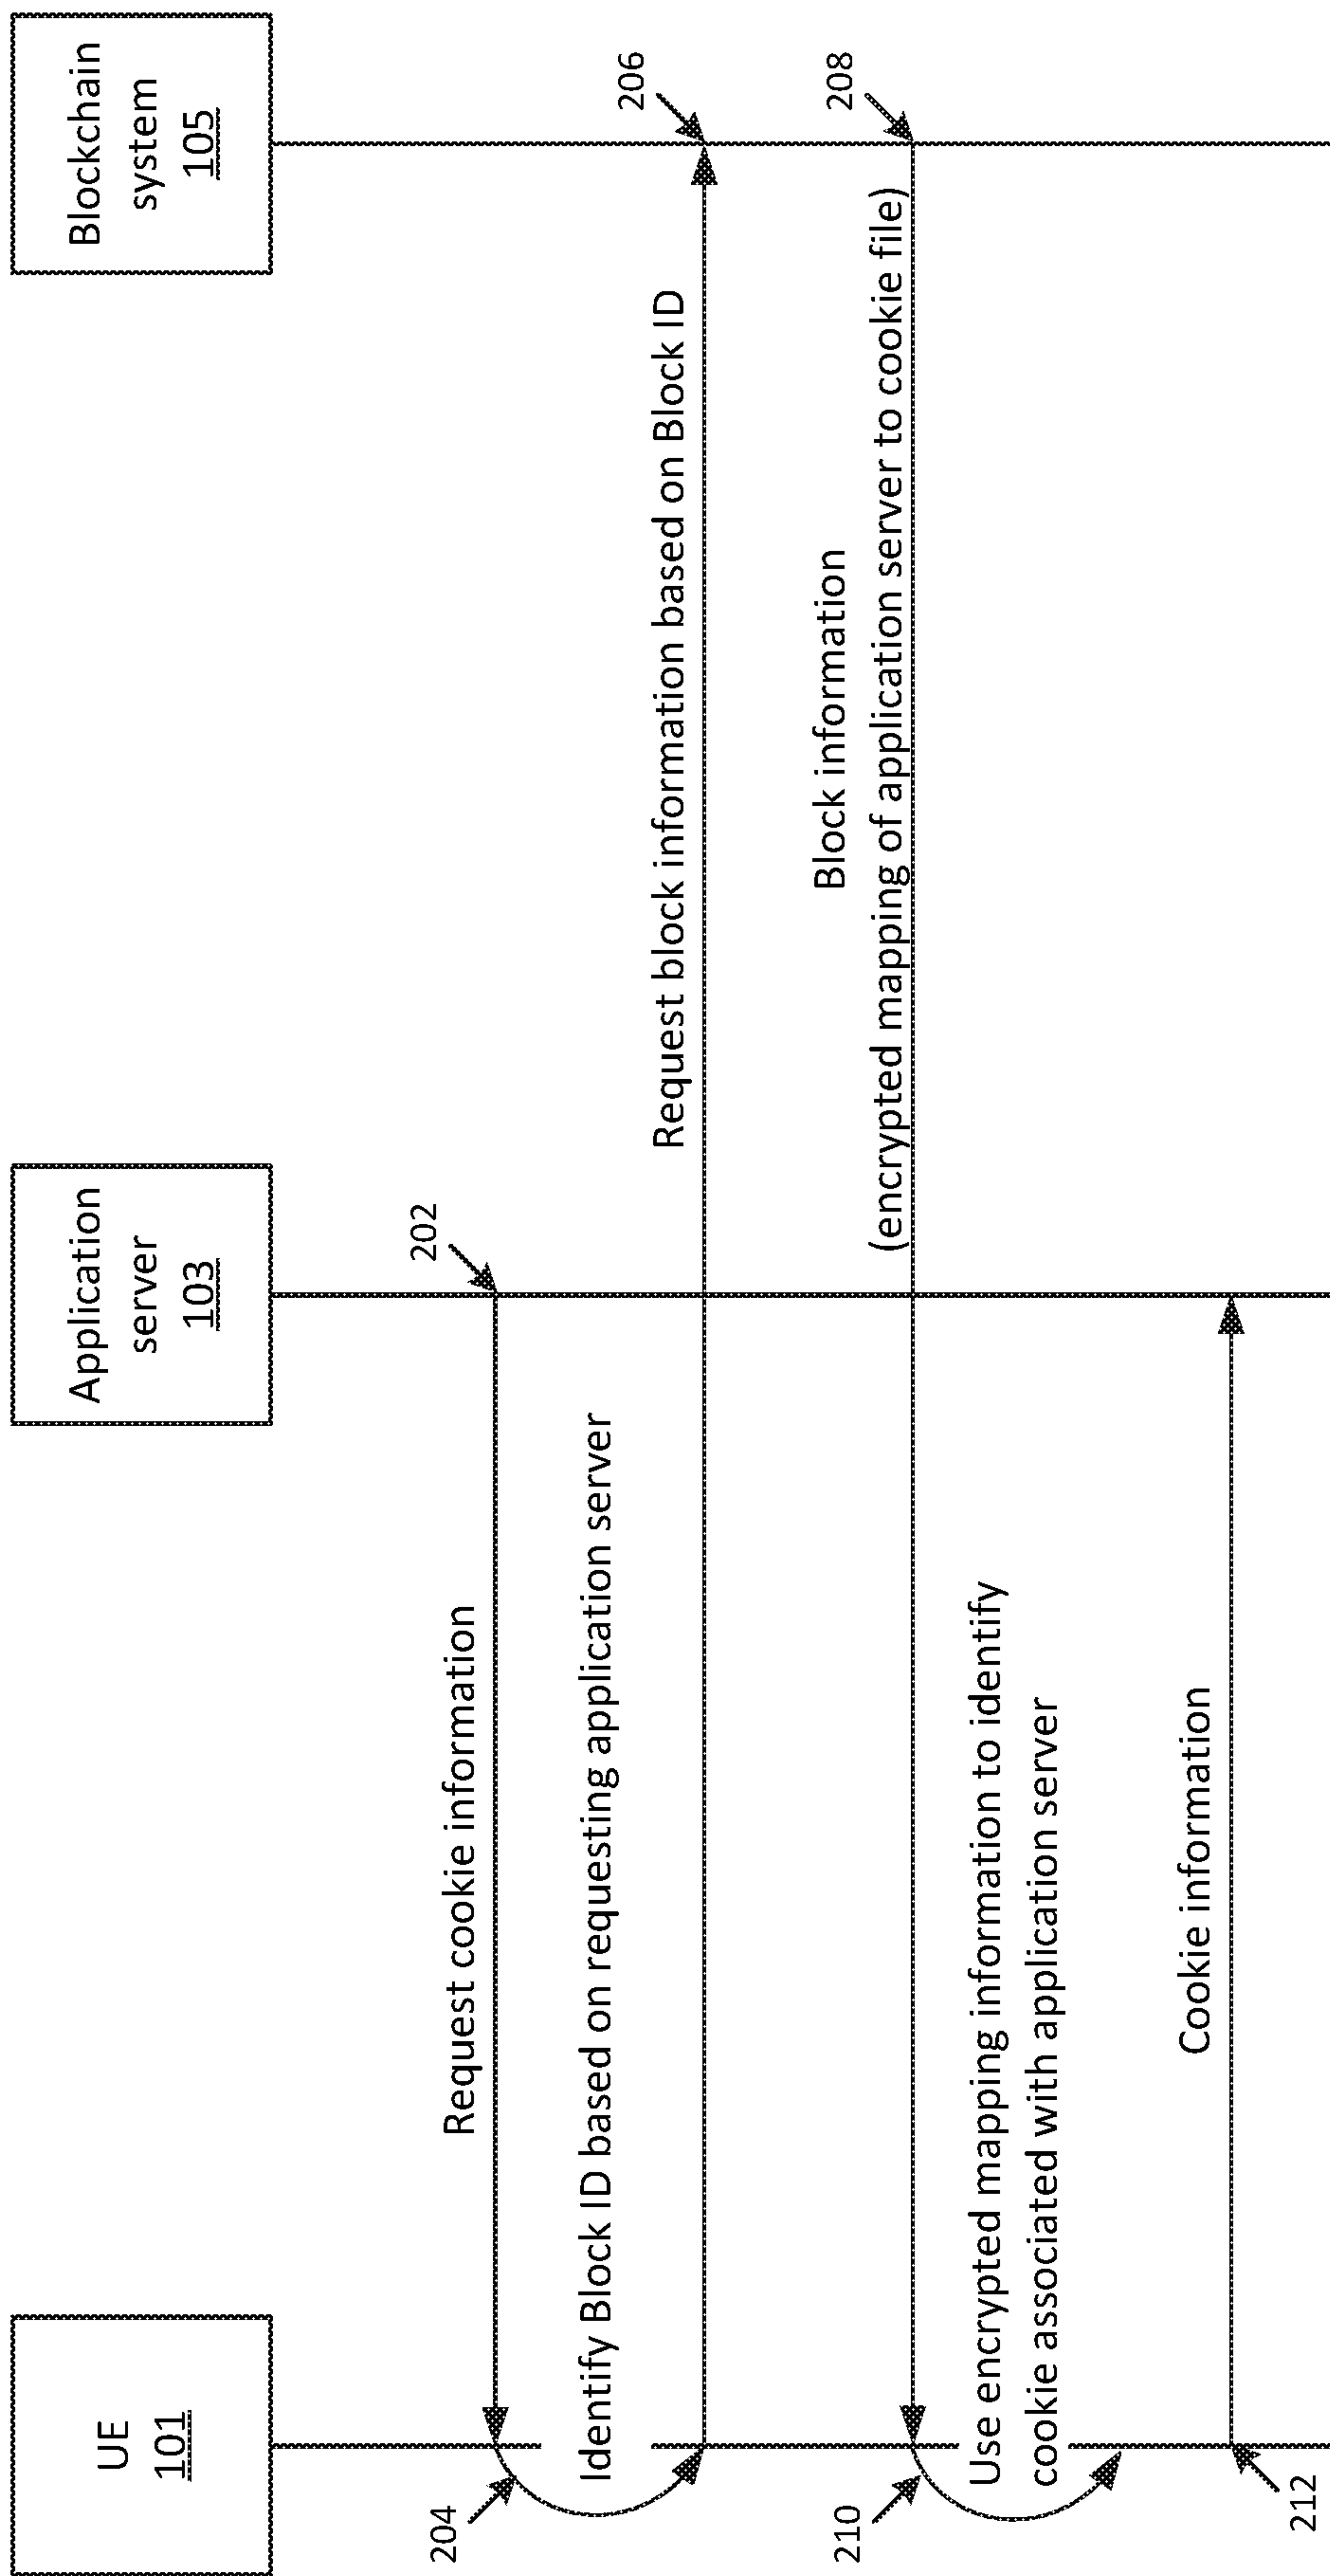 UE
101
Application
server
103
Blockchain
system
105
202
Request cookie information
204
Identify Block ID based on requesting application server
206
Request block information based on Block ID
208
Block information
(encrypted mapping of application server to cookie file)
210
Use encrypted mapping information to identify
cookie associated with application server
Cookie information
212